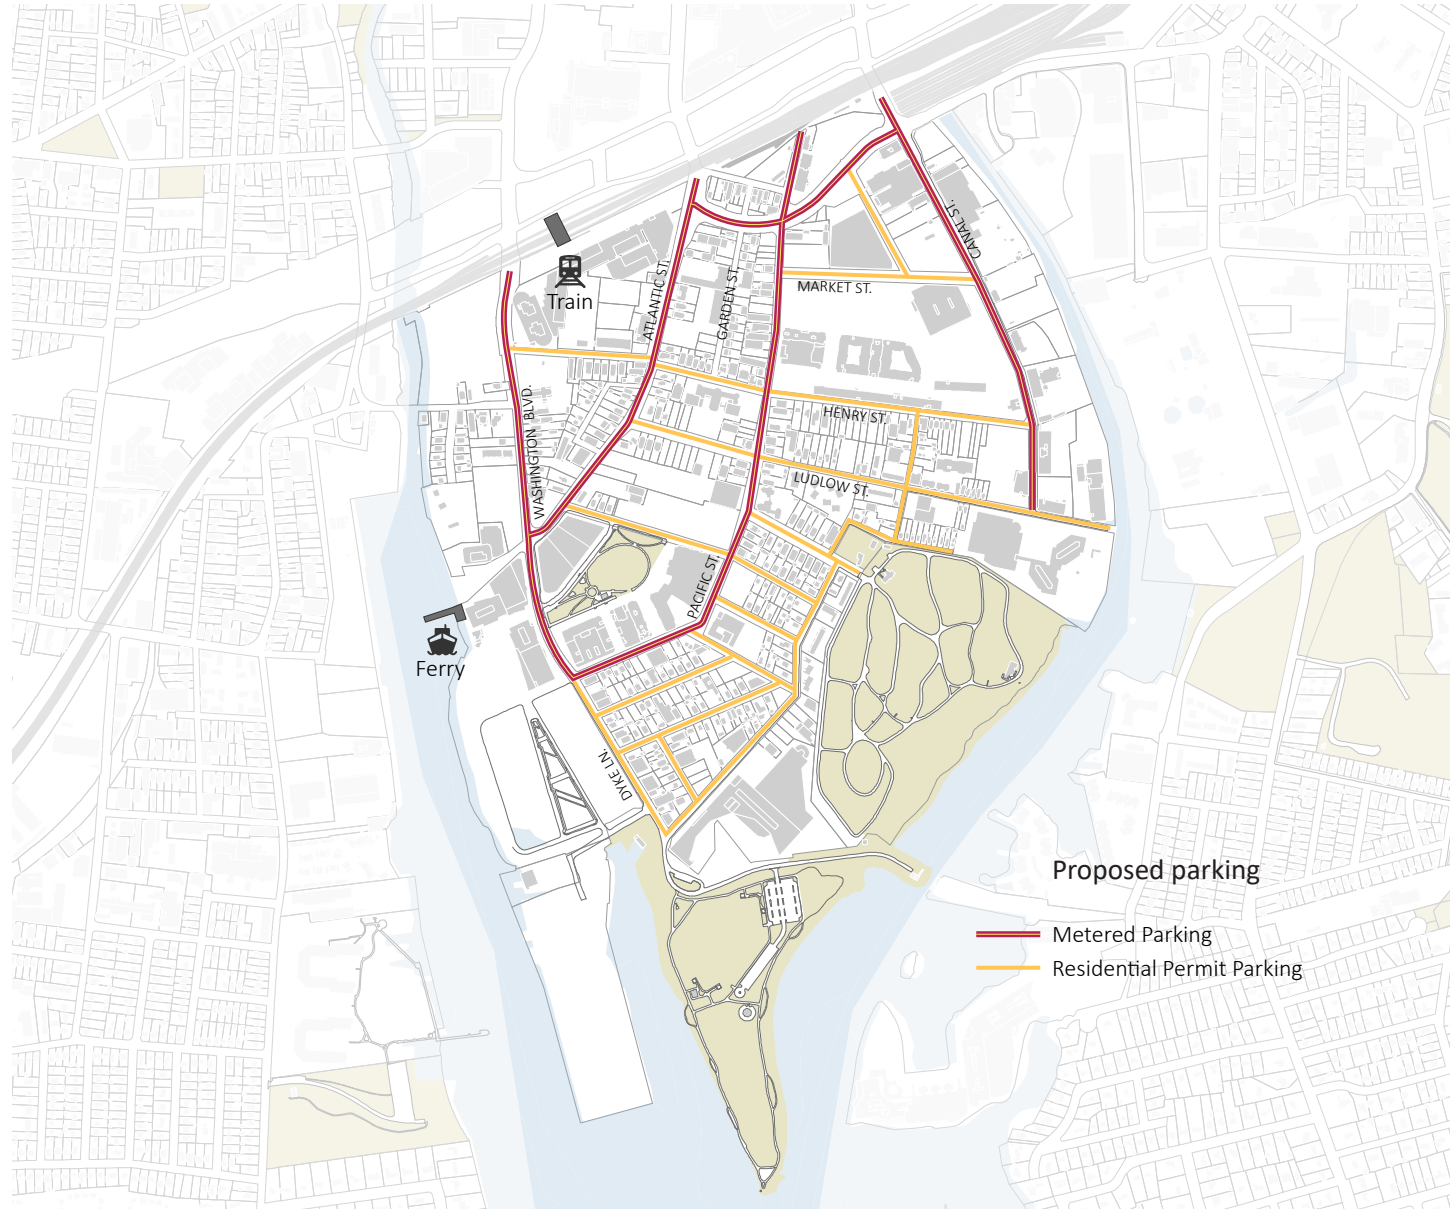 CANAL ST.
MARKET ST.
ATLANTIC ST.
GARDEN ST.
Train
WASHINGTON BLVD.
HENRY ST.
LUDLOW ST.
PACIFIC ST.
Ferry
DYKE LN.
Proposed parking
Metered Parking
Residential Permit Parking